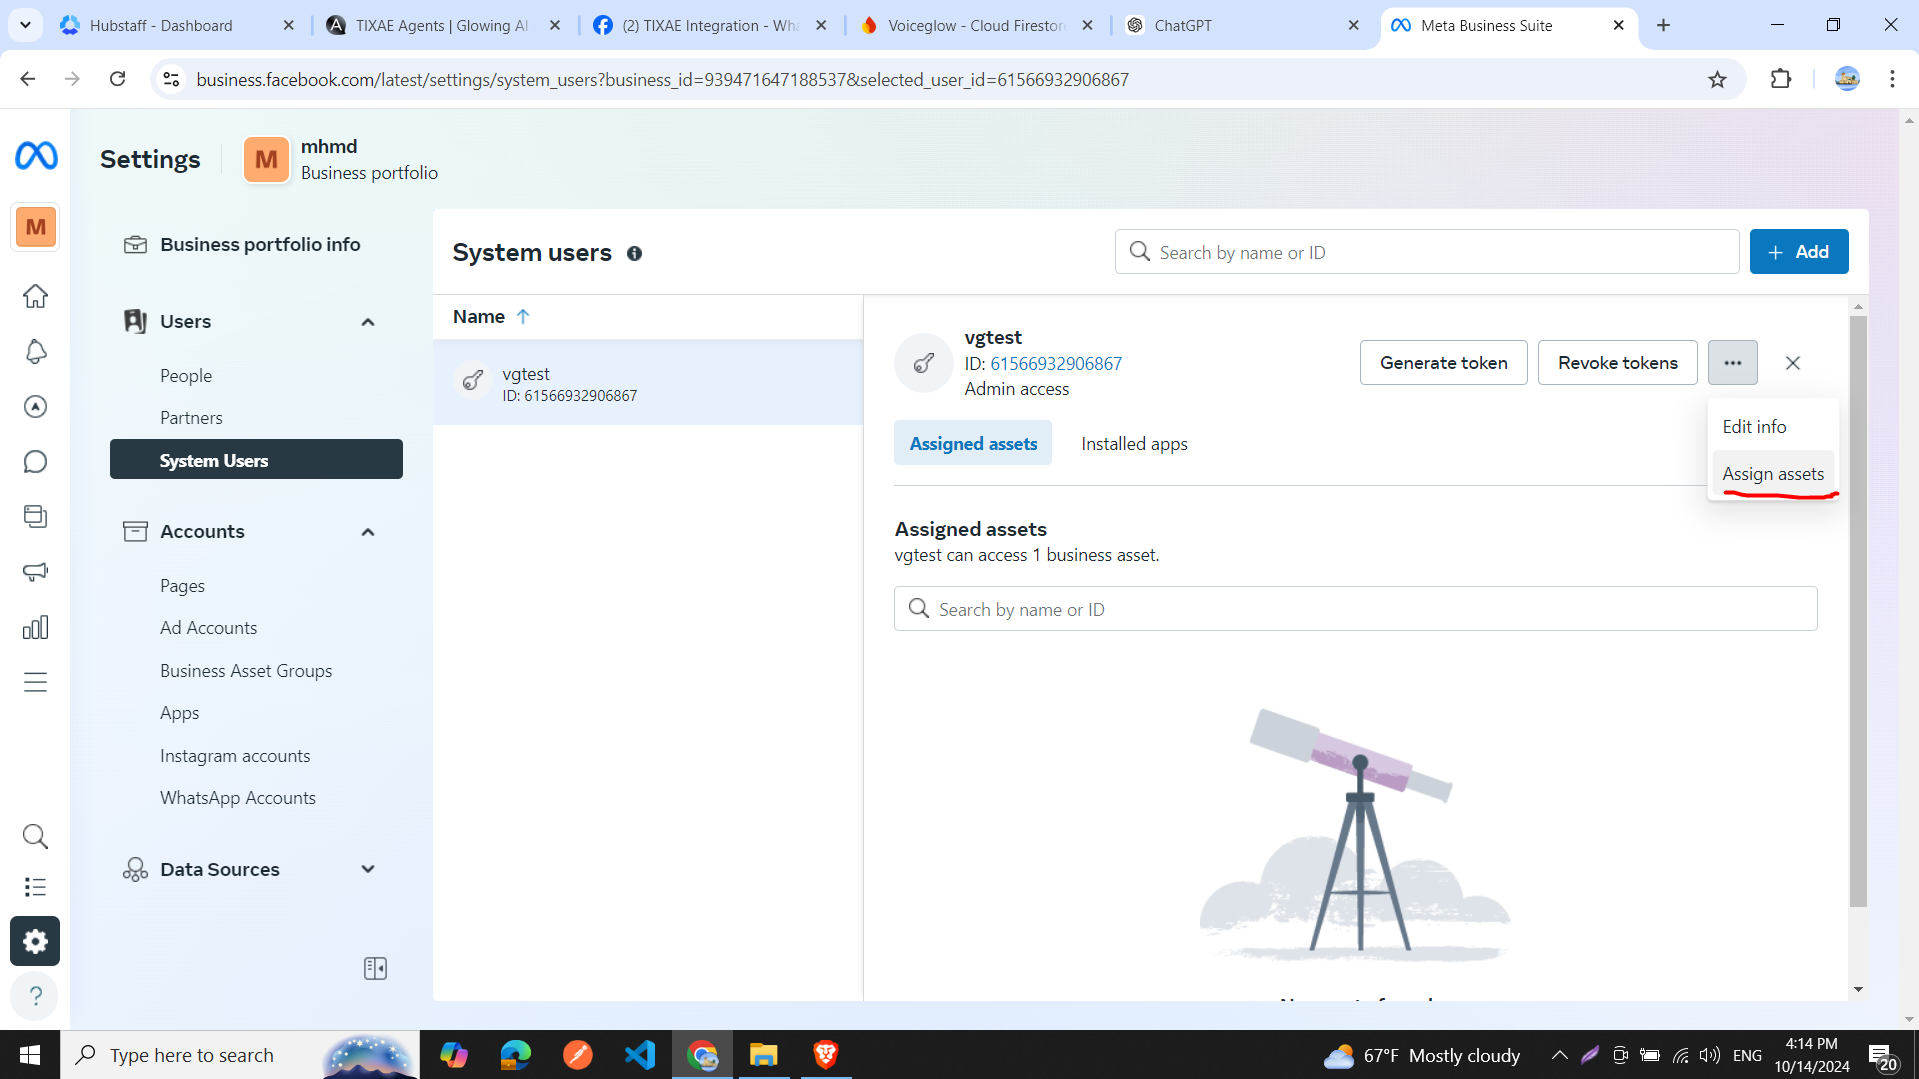 Hubstaff - Dashboard
TIXAE Agents | Glowing AI
(2) TIXAE Integration - Wha
Voiceglow - Cloud Firestor
ChatGPT
Meta Business Suite
business.facebook.com/latest/settings/system_users?business_id=939471647188537&selected_user_id=61566932906867
Settings
M
mhmd
Business portfolio
M
Business portfolio info
Users
People
Partners
System Users
Accounts
Pages
Ad Accounts
Business Asset Groups
Apps
Instagram accounts
WhatsApp Accounts
Data Sources
?
System users
Search by name or ID
+ Add
Name ↑
vgtest
ID: 61566932906867
vgtest
ID: 61566932906867
Admin access
Generate token
Revoke tokens
Edit info
Assign assets
Assigned assets
Installed apps
Assigned assets
vgtest can access 1 business asset.
Search by name or ID
Type here to search
67°F Mostly cloudy
ENG
4:14 PM
10/14/2024
20